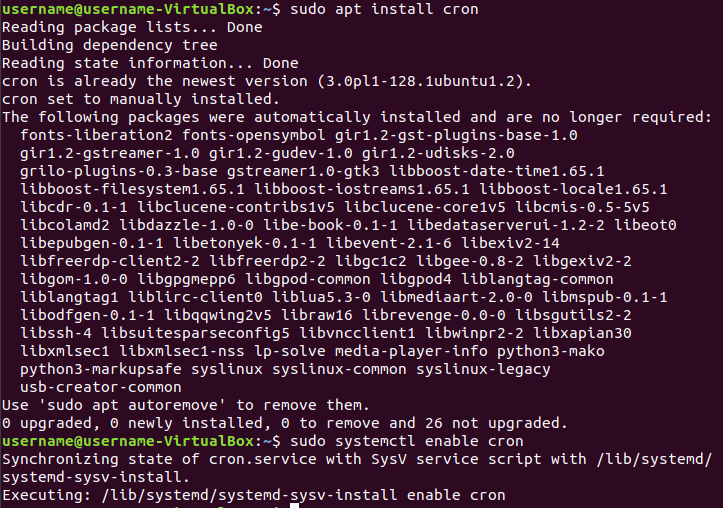 username@username-VirtualBox:~$ sudo apt install cron
Reading package lists... Done
Building dependency tree
Reading state information... Done
cron is already the newest version (3.0pl1-128.1ubuntu1.2).
cron set to manually installed.
The following packages were automatically installed and are no longer required:
  fonts-liberation2 fonts-opensymbol gir1.2-gst-plugins-base-1.0
  gir1.2-gstreamer-1.0 gir1.2-gudev-1.0 gir1.2-udisks-2.0
  grilo-plugins-0.3-base gstreamer1.0-gtk3 libboost-date-time1.65.1
  libboost-filesystem1.65.1 libboost-iostreams1.65.1 libboost-locale1.65.1
  libcdr-0.1-1 libclucene-contribs1v5 libclucene-core1v5 libcmis-0.5-5v5
  libcolamd2 libdazzle-1.0-0 libe-book-0.1-1 libedataserverui-1.2-2 libeot0
  libepubgen-0.1-1 libetonyek-0.1-1 libevent-2.1-6 libexiv2-14
  libfreerdp-client2-2 libfreerdp2-2 libgc1c2 libgee-0.8-2 libgexiv2-2
  libgom-1.0-0 libgpgmepp6 libgpod-common libgpod4 liblangtag-common
  liblangtag1 liblirc-client0 liblua5.3-0 libmediaart-2.0-0 libmspub-0.1-1
  libodfgen-0.1-1 libqqwing2v5 libraw16 librevenge-0.0-0 libsgutils2-2
  libssh-4 libsuitesparseconfig5 libvncclient1 libwinpr2-2 libxapian30
  libxmlsec1 libxmlsec1-nss lp-solve media-player-info python3-mako
  python3-markupsafe syslinux syslinux-common syslinux-legacy
  usb-creator-common
Use 'sudo apt autoremove' to remove them.
0 upgraded, 0 newly installed, 0 to remove and 26 not upgraded.
username@username-VirtualBox:~$ sudo systemctl enable cron
Synchronizing state of cron.service with SysV service script with /lib/systemd/
systemd-sysv-install.
Executing: /lib/systemd/systemd-sysv-install enable cron